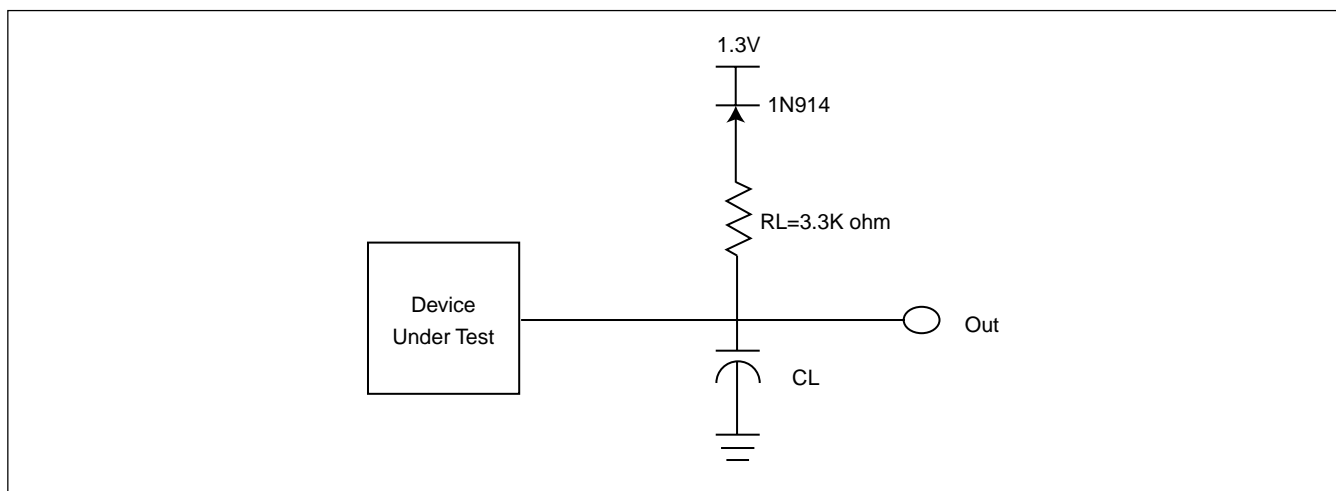 1.3V
1N914
RL=3.3K ohm
Device
Under Test
Out
CL